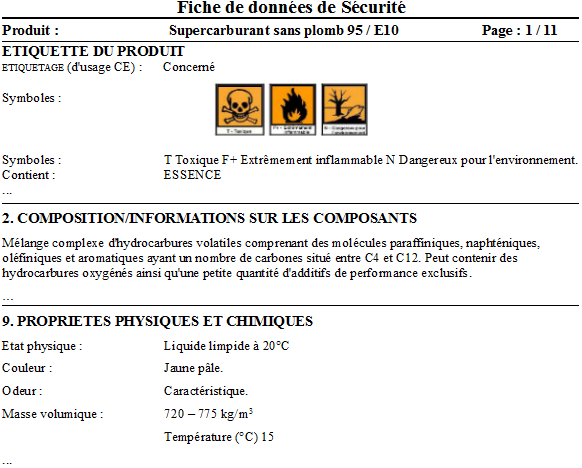 Fiche de données de Sécurité
Produit : Supercarburant sans plomb 95 / E10 Page : 1 / 11
ETIQUETTE DU PRODUIT
ETIQUETAGE (d'usage CE) : Concerné
Symboles :
T - Toxique
Symboles : T Toxique F+ Extrêmement inflammable N Dangereux pour l'environnement.
Contient : ESSENCE
...
2. COMPOSITION/INFORMATIONS SUR LES COMPOSANTS
Mélange complexe d'hydrocarbures volatiles comprenant des molécules paraffiniques, naphténiques,
oléfiniques et aromatiques ayant un nombre de carbones situé entre C4 et C12. Peut contenir des
hydrocarbures oxygénés ainsi qu'une petite quantité d'additifs de performance exclusifs.
...
9. PROPRIETES PHYSIQUES ET CHIMIQUES
Etat physique : Liquide limpide à 20°C
Couleur : Jaune pâle.
Odeur : Caractéristique.
Masse volumique : 720 – 775 kg/m³
Température (°C) 15
...